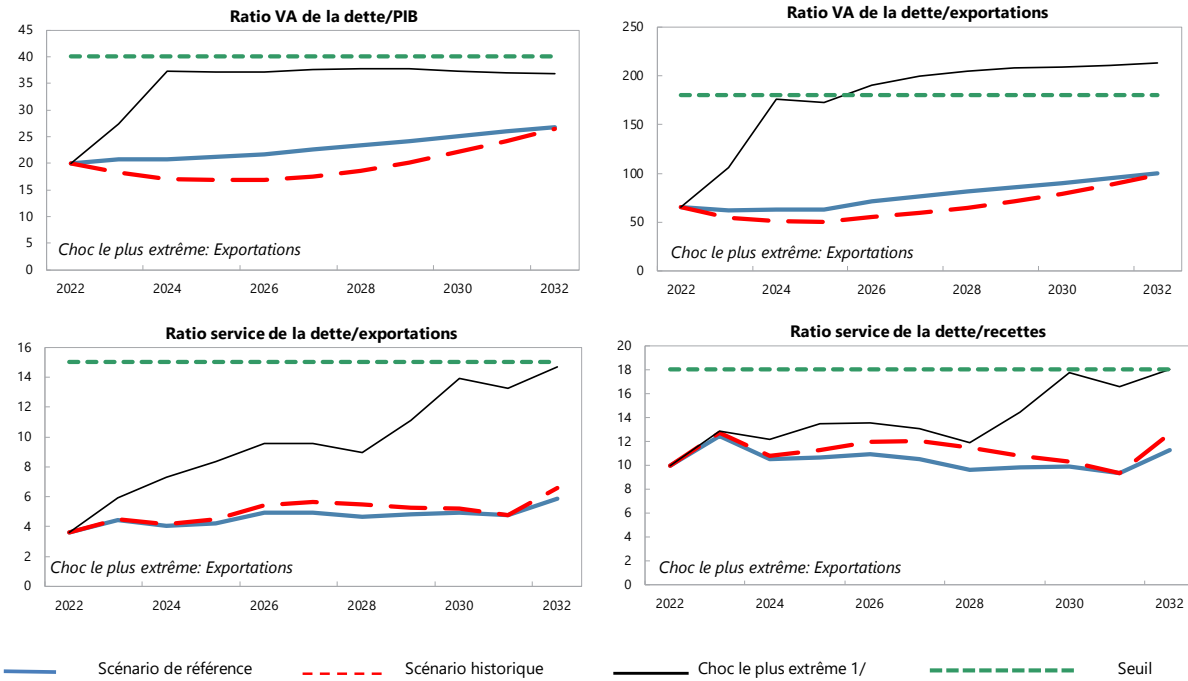 Ratio VA de la dette/PIB
45
40
35
30
25
20
15
10
5
0
Choc le plus extrême: Exportations
2022 2024 2026 2028 2030 2032
Ratio VA de la dette/exportations
250
200
150
100
50
0
Choc le plus extrême: Exportations
2022 2024 2026 2028 2030 2032
Ratio service de la dette/exportations
16
14
12
10
8
6
4
2
0
Choc le plus extrême: Exportations
2022 2024 2026 2028 2030 2032
Ratio service de la dette/recettes
20
18
16
14
12
10
8
6
4
2
0
Choc le plus extrême: Exportations
2022 2024 2026 2028 2030 2032
Scénario de référence Scénario historique Choc le plus extrême 1/ Seuil